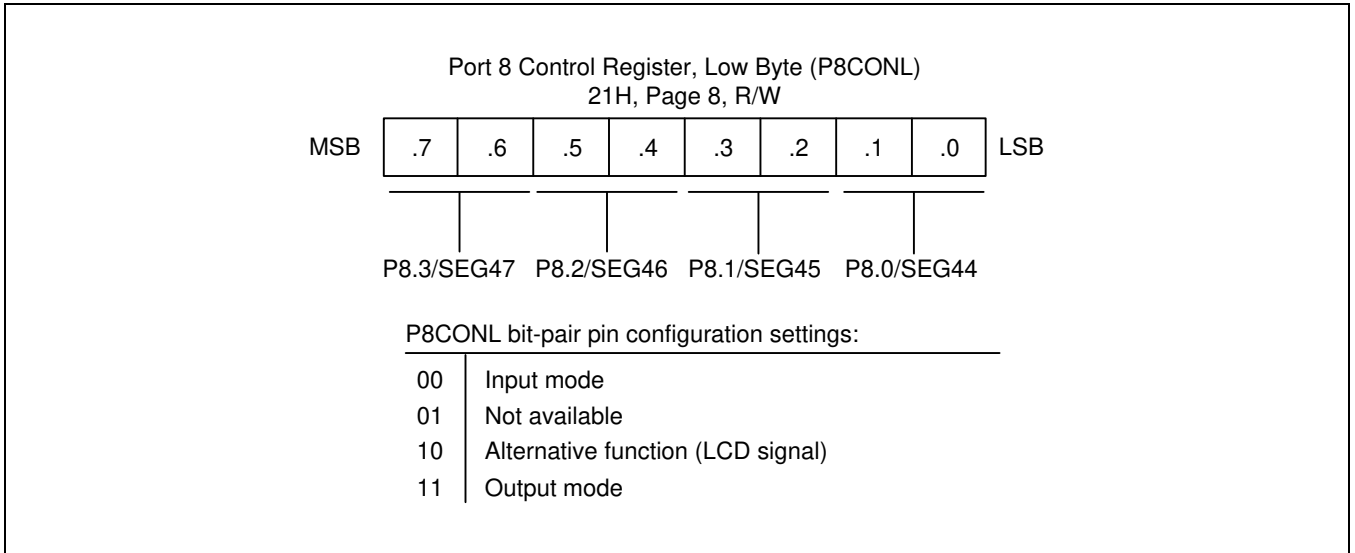 Port 8 Control Register, Low Byte (P8CONL)
21H, Page 8, R/W
MSB .7 .6 .5 .4 .3 .2 .1 .0 LSB
P8.3/SEG47 P8.2/SEG46 P8.1/SEG45 P8.0/SEG44
P8CONL bit-pair pin configuration settings:
00 Input mode
01 Not available
10 Alternative function (LCD signal)
11 Output mode